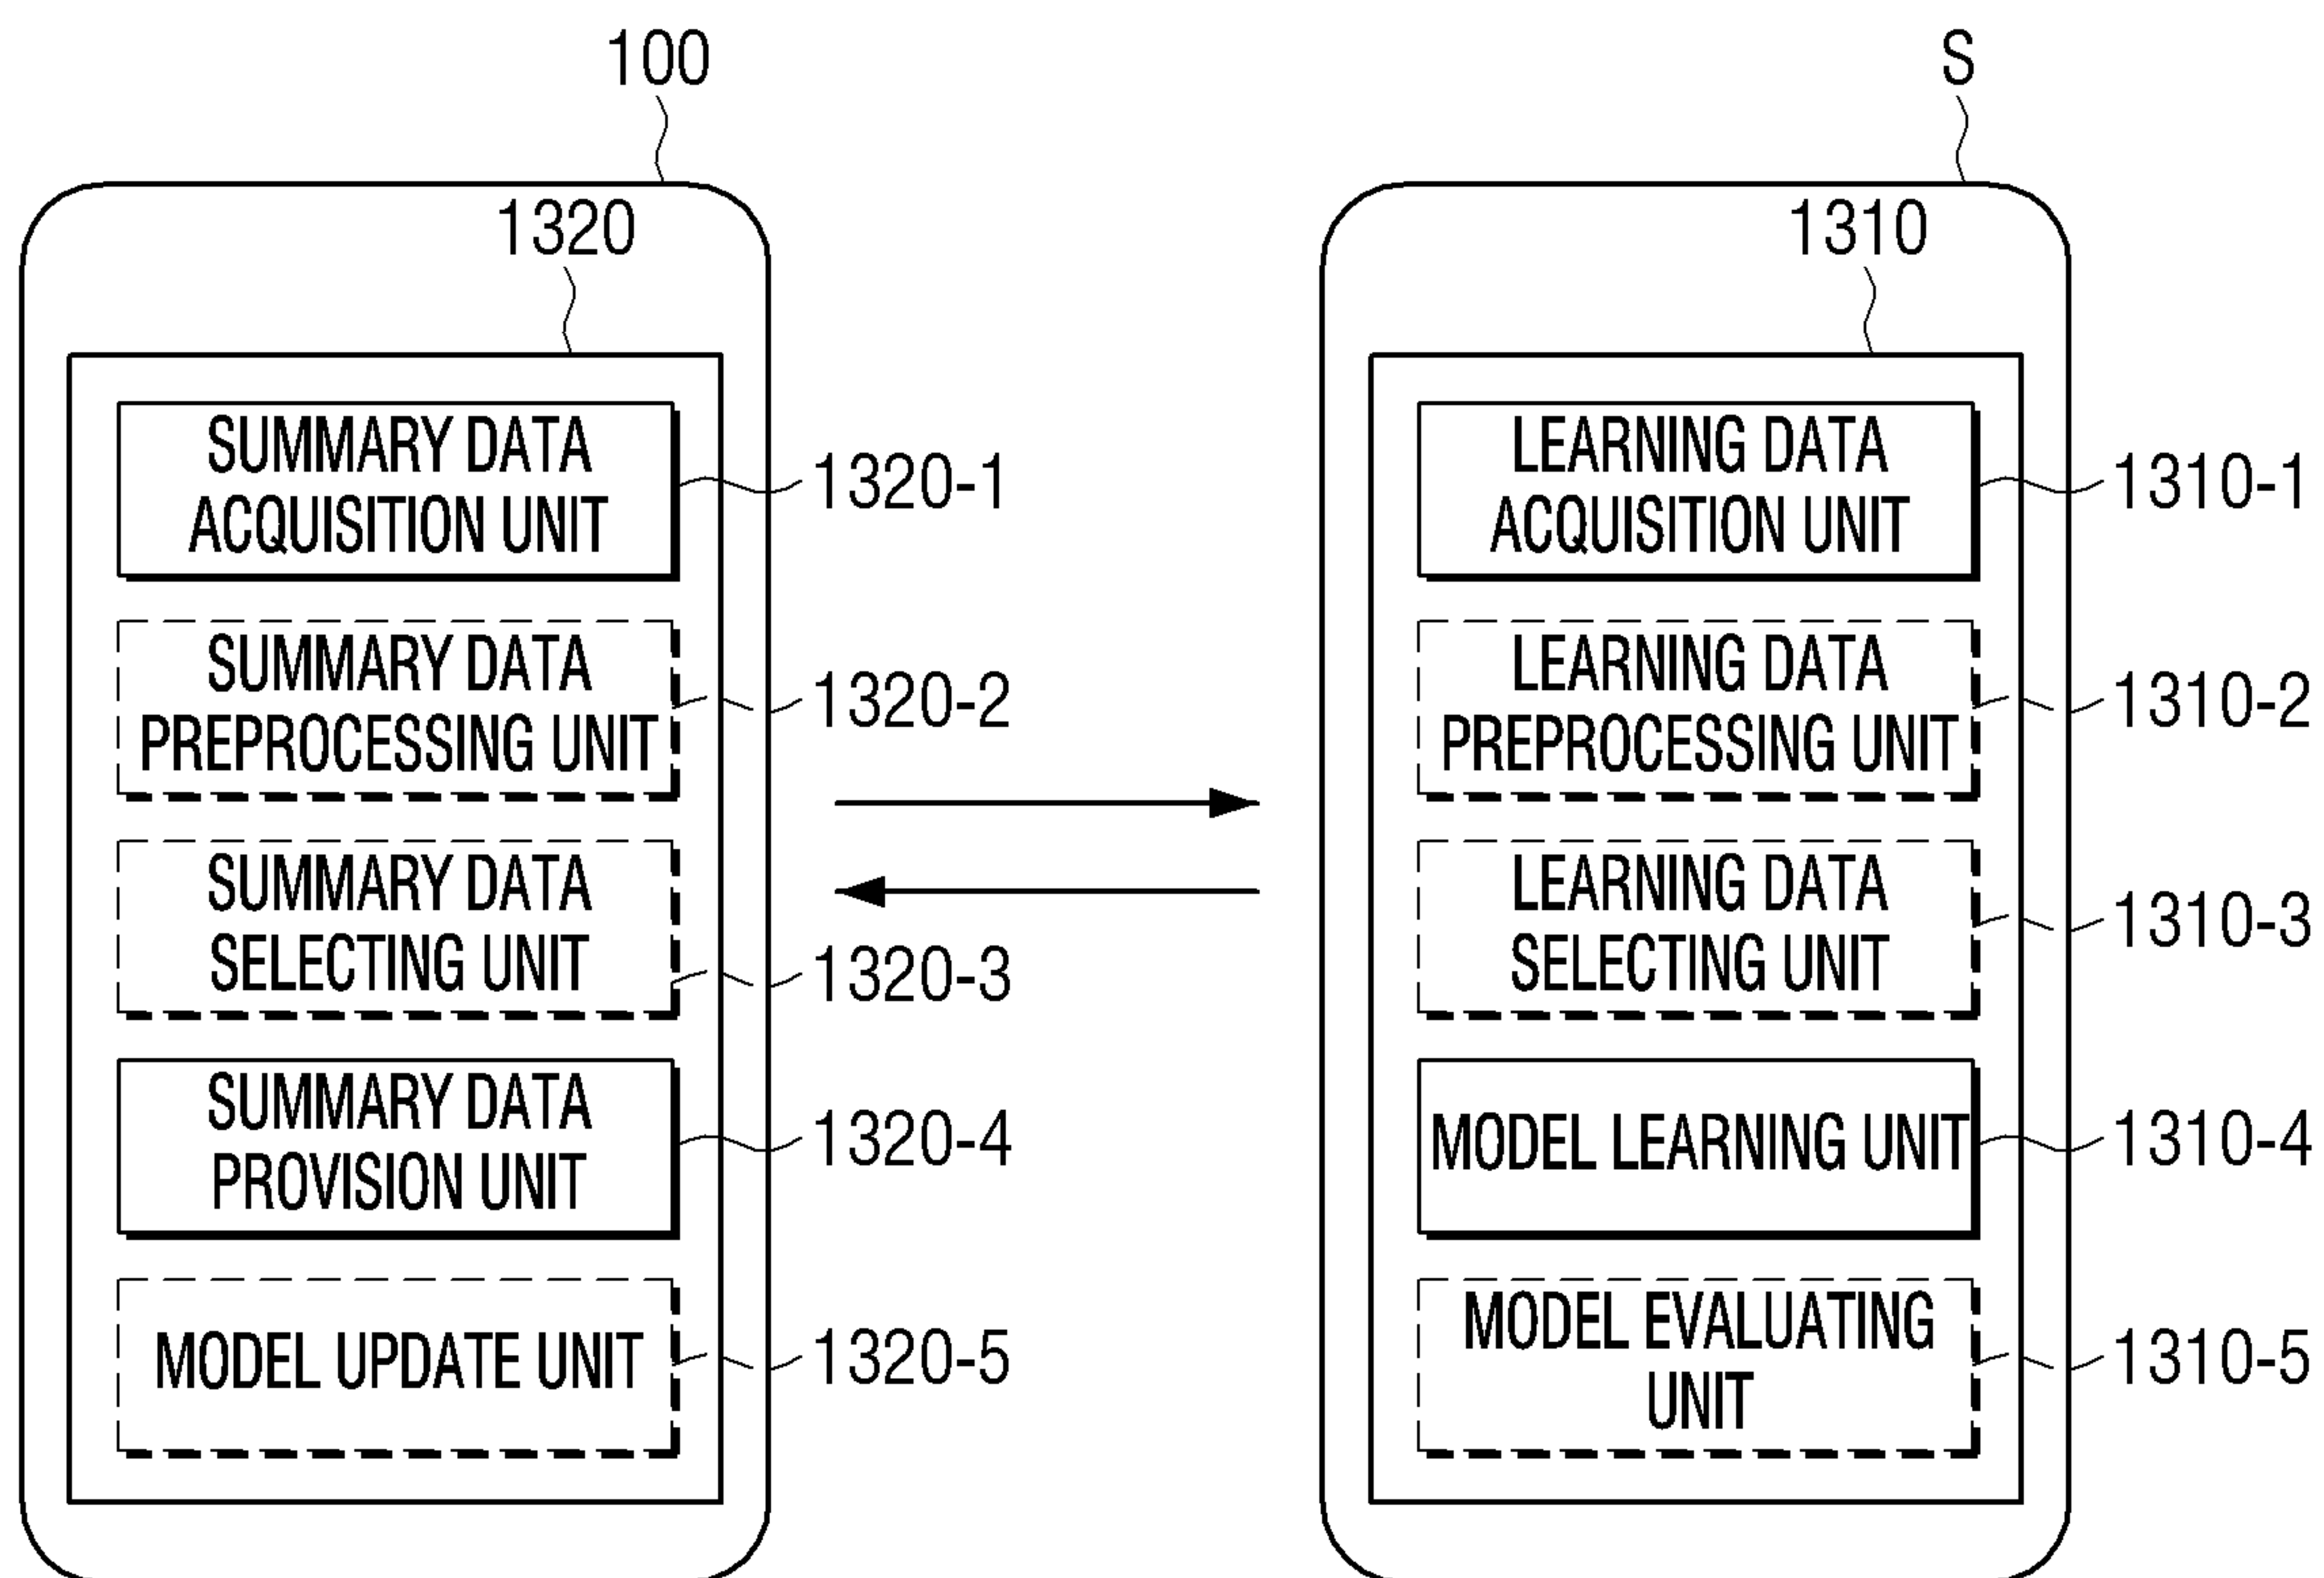 100
1320
SUMMARY DATA
ACQUISITION UNIT
1320-1
SUMMARY DATA
PREPROCESSING UNIT
1320-2
SUMMARY DATA
SELECTING UNIT
1320-3
SUMMARY DATA
PROVISION UNIT
1320-4
MODEL UPDATE UNIT
1320-5
S
1310
LEARNING DATA
ACQUISITION UNIT
1310-1
LEARNING DATA
PREPROCESSING UNIT
1310-2
LEARNING DATA
SELECTING UNIT
1310-3
MODEL LEARNING UNIT
1310-4
MODEL EVALUATING
UNIT
1310-5